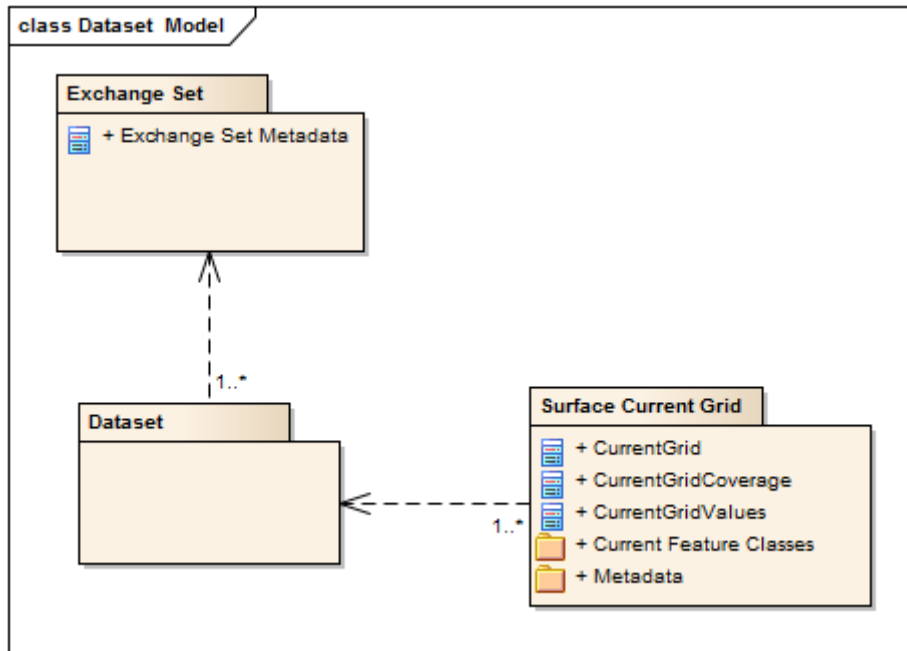 class Dataset Model
Exchange Set
+ Exchange Set Metadata
1..*
Dataset
Surface Current Grid
+ CurrentGrid
+ CurrentGridCoverage
+ CurrentGridValues
+ Current Feature Classes
+ Metadata
1..*